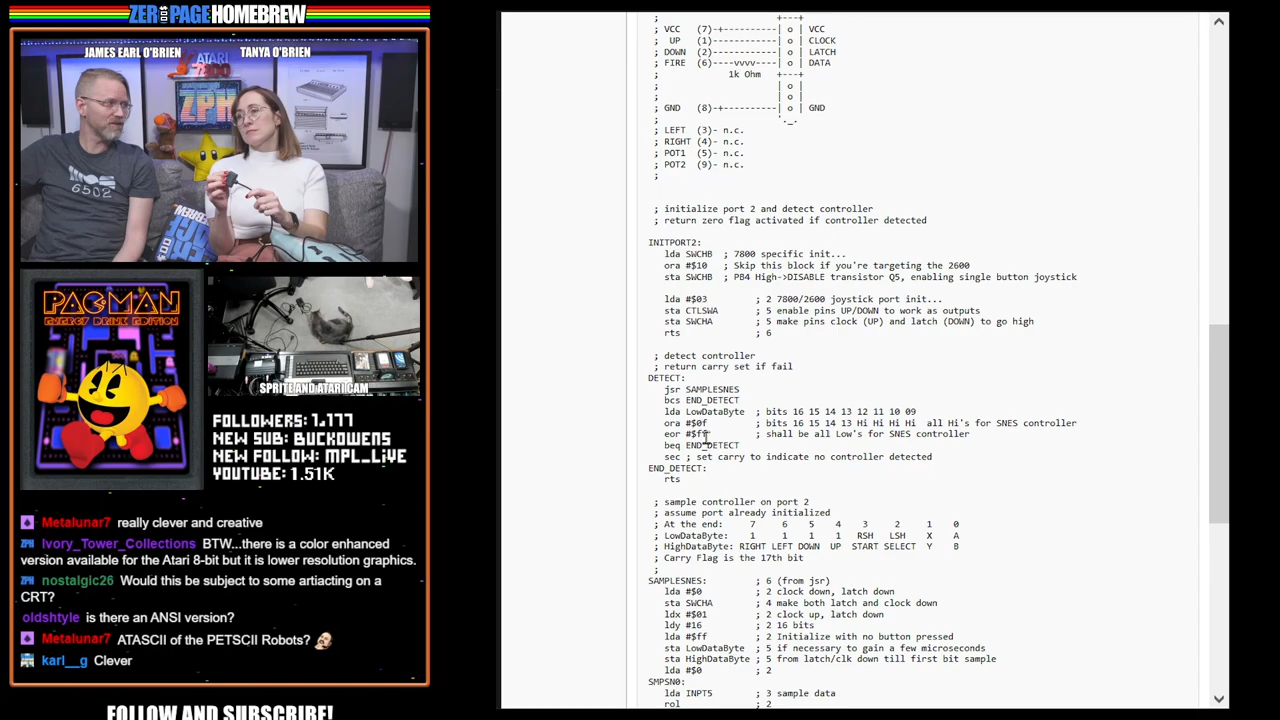 ZERO PAGE HOMEBREW
JAMES EARL O'BRIEN
TANYA O'BRIEN
ATARI
ZPH
6502
PAC-MAN
ENERGY DRINK EDITION
SPRITE AND ATARI CAM
FOLLOWERS: 1,177
NEW SUB: BUCKOWENS
NEW FOLLOW: MPL_LIVE
YOUTUBE: 1.51K
Metalunar7 really clever and creative
Ivory_Tower_Collections BTW...there is a color enhanced
version available for the Atari 8-bit but it is lower resolution graphics.
nostalgic26 Would this be subject to some artiacting on a
CRT?
oldshtyle is there an ANSI version?
Metalunar7 ATASCII of the PETSCII Robots?
karl__g Clever
FOLLOW AND SUBSCRIBE!
; +---+
; VCC (7)-+----------| o | VCC
; UP (1)-----------| o | CLOCK
; DOWN (2)-----------| o | LATCH
; FIRE (6)----vvvv---| o | DATA
; 1k Ohm +---+
; | o |
; | o |
; GND (8)-+----------| o | GND
; '._.
; LEFT (3)- n.c.
; RIGHT (4)- n.c.
; POT1 (5)- n.c.
; POT2 (9)- n.c.
;
; initialize port 2 and detect controller
; return zero flag activated if controller detected
INITPORT2:
lda SWCHB ; 7800 specific init...
ora #$10 ; Skip this block if you're targeting the 2600
sta SWCHB ; PB4 High->DISABLE transistor Q5, enabling single button joystick
lda #$03 ; 2 7800/2600 joystick port init...
sta CTLSWA ; 5 enable pins UP/DOWN to work as outputs
sta SWCHA ; 5 make pins clock (UP) and latch (DOWN) to go high
rts ; 6
; detect controller
; return carry set if fail
DETECT:
jsr SAMPLESNES
bcs END_DETECT
lda LowDataByte ; bits 16 15 14 13 12 11 10 09
ora #$0f ; bits 16 15 14 13 Hi Hi Hi Hi all Hi's for SNES controller
eor #$ff ; shall be all Low's for SNES controller
beq END_DETECT
sec ; set carry to indicate no controller detected
END_DETECT:
rts
; sample controller on port 2
; assume port already initialized
; At the end: 7 6 5 4 3 2 1 0
; LowDataByte: 1 1 1 1 RSH LSH X A
; HighDataByte: RIGHT LEFT DOWN UP START SELECT Y B
; Carry Flag is the 17th bit
;
SAMPLESNES: ; 6 (from jsr)
lda #$0 ; 2 clock down, latch down
sta SWCHA ; 4 make both latch and clock down
ldx #$01 ; 2 clock up, latch down
ldy #16 ; 2 16 bits
lda #$ff ; 2 Initialize with no button pressed
sta LowDataByte ; 5 if necessary to gain a few microseconds
sta HighDataByte ; 5 from latch/clk down till first bit sample
lda #$0 ; 2
SMPSN0:
lda INPT5 ; 3 sample data
rol ; 2